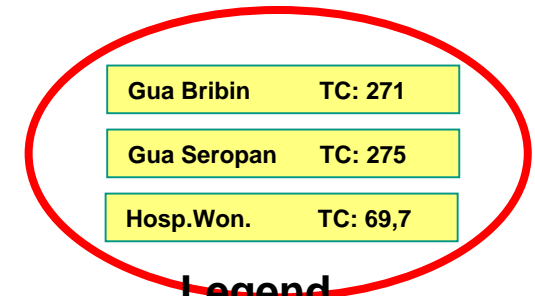 Gua Bribin TC: 271
Gua Seropan TC: 275
Hosp.Won. TC: 69,7
Legend